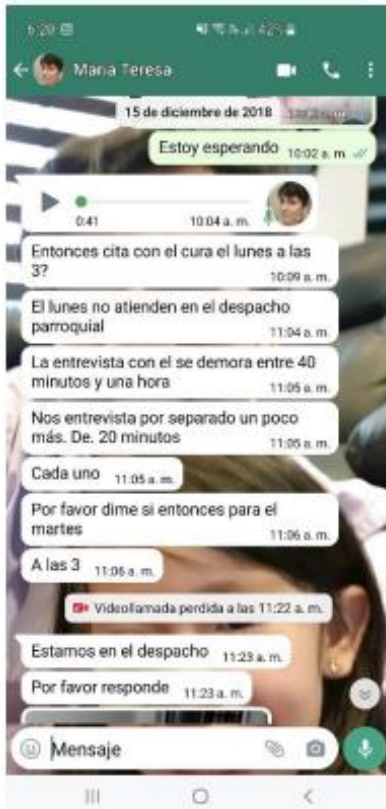 6:20
42%
Maria Teresa
15 de diciembre de 2018
Estoy esperando 10:02 a. m.
0:41 10:04 a. m.
Entonces cita con el cura el lunes a las
3? 10:09 a. m.
El lunes no atienden en el despacho
parroquial 11:04 a. m.
La entrevista con el se demora entre 40
minutos y una hora 11:05 a. m.
Nos entrevista por separado un poco
más. De. 20 minutos 11:05 a. m.
Cada uno 11:05 a. m.
Por favor dime si entonces para el
martes 11:06 a. m.
A las 3 11:06 a. m.
Videollamada perdida a las 11:22 a. m.
Estamos en el despacho 11:23 a. m.
Por favor responde 11:23 a. m.
Mensaje